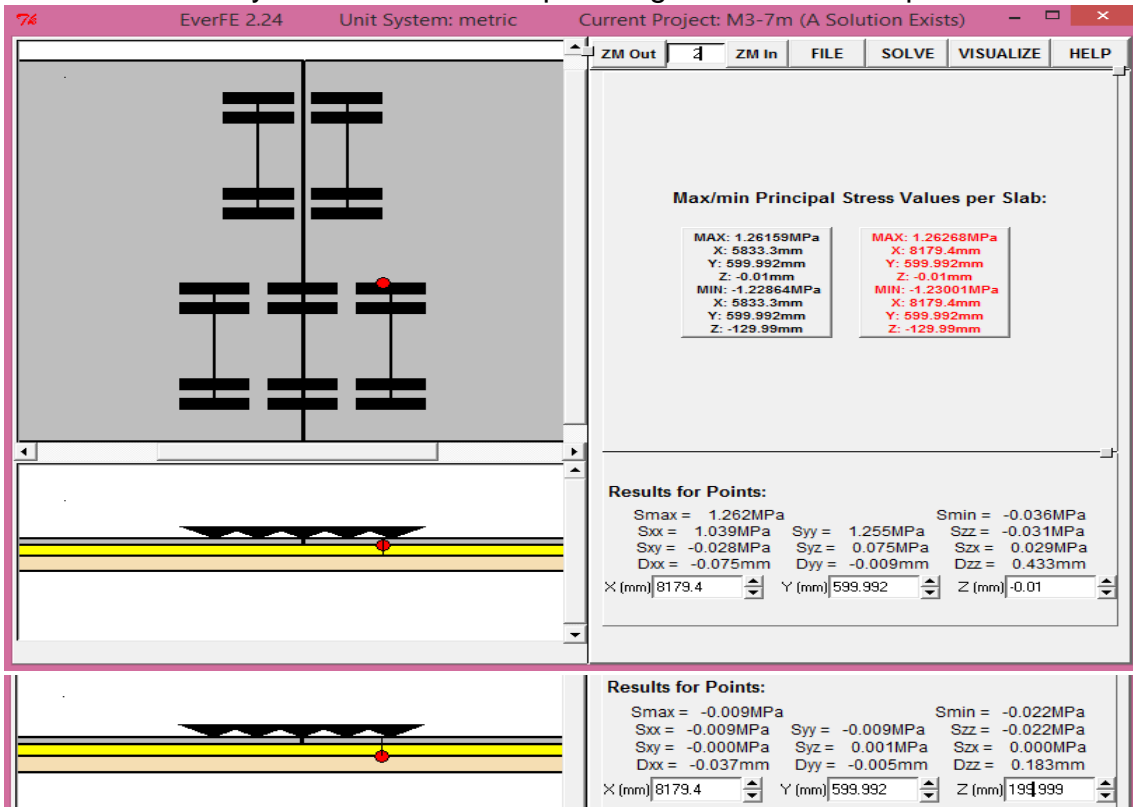 EverFE 2.24 Unit System: metric Current Project: M3-7m (A Solution Exists)
ZM Out 2 ZM In FILE SOLVE VISUALIZE HELP
Max/min Principal Stress Values per Slab:
MAX: 1.26159MPa
X: 5833.3mm
Y: 599.992mm
Z: -0.01mm
MIN: -1.22864MPa
X: 5833.3mm
Y: 599.992mm
Z: -129.99mm
MAX: 1.26268MPa
X: 8179.4mm
Y: 599.992mm
Z: -0.01mm
MIN: -1.23001MPa
X: 8179.4mm
Y: 599.992mm
Z: -129.99mm
Results for Points:
Smax = 1.262MPa Smin = -0.036MPa
Sxx = 1.039MPa Syy = 1.255MPa Szz = -0.031MPa
Sxy = -0.028MPa Syz = 0.075MPa Szx = 0.029MPa
Dxx = -0.075mm Dyy = -0.009mm Dzz = 0.433mm
X (mm) 8179.4 Y (mm) 599.992 Z (mm) -0.01
Results for Points:
Smax = -0.009MPa Smin = -0.022MPa
Sxx = -0.009MPa Syy = -0.009MPa Szz = -0.022MPa
Sxy = -0.000MPa Syz = 0.001MPa Szx = 0.000MPa
Dxx = -0.037mm Dyy = -0.005mm Dzz = 0.183mm
X (mm) 8179.4 Y (mm) 599.992 Z (mm) 199.999